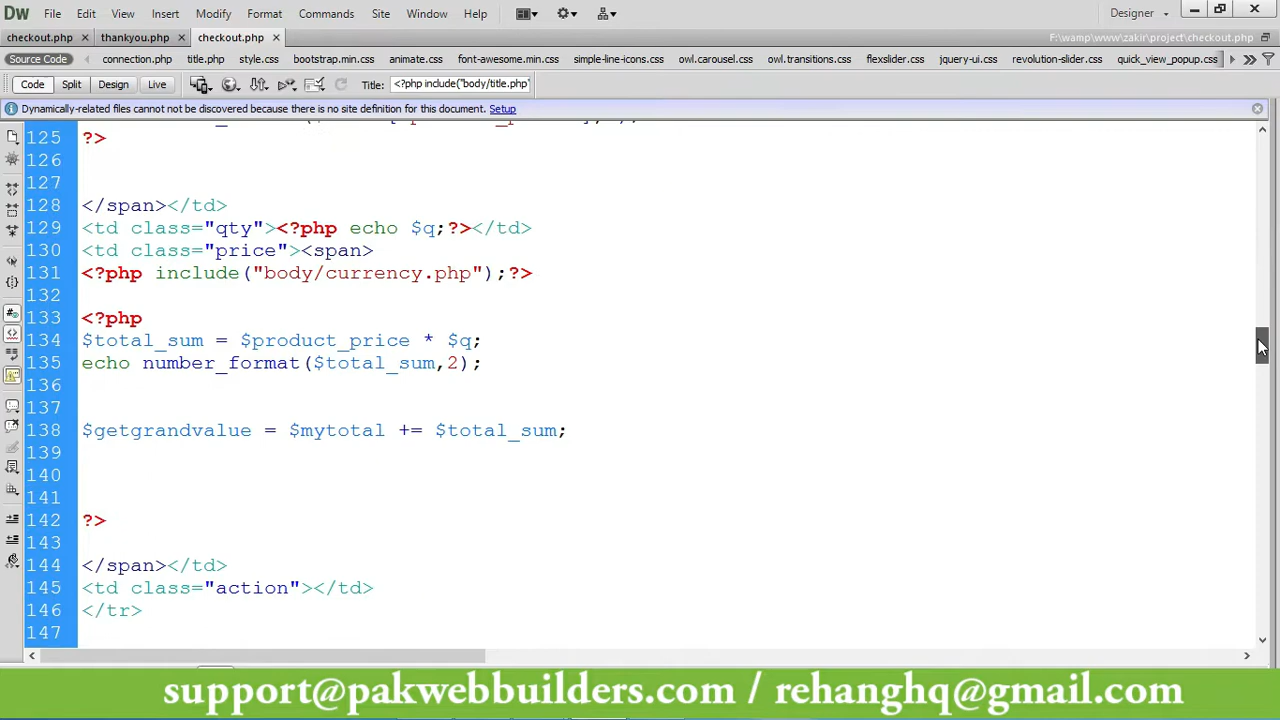 Dw File Edit View Insert Modify Format Commands Site Window Help Designer
checkout.php thankyou.php checkout.php F:\wamp\www\zakir\project\checkout.php
Source Code connection.php title.php style.css bootstrap.min.css animate.css font-awesome.min.css simple-line-icons.css owl.carousel.css owl.transitions.css flexslider.css jquery-ui.css revolution-slider.css quick_view_popup.css
Code Split Design Live Title: <?php include("body/title.php"
Dynamically-related files cannot not be discovered because there is no site definition for this document. Setup
125 ?>
126
127
128 </span></td>
129 <td class="qty"><?php echo $q;?></td>
130 <td class="price"><span>
131 <?php include("body/currency.php");?>
132
133 <?php
134 $total_sum = $product_price * $q;
135 echo number_format($total_sum,2);
136
137
138 $getgrandvalue = $mytotal += $total_sum;
139
140
141
142 ?>
143
144 </span></td>
145 <td class="action"></td>
146 </tr>
147
support@pakwebbuilders.com / rehanghq@gmail.com